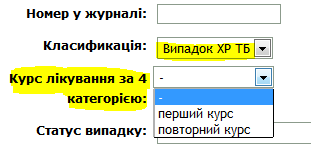 Номер у журналі:
Класифікація: Випадок ХР ТБ
Курс лікування за 4 -
категорією: -
перший курс
Статус випадку: повторний курс